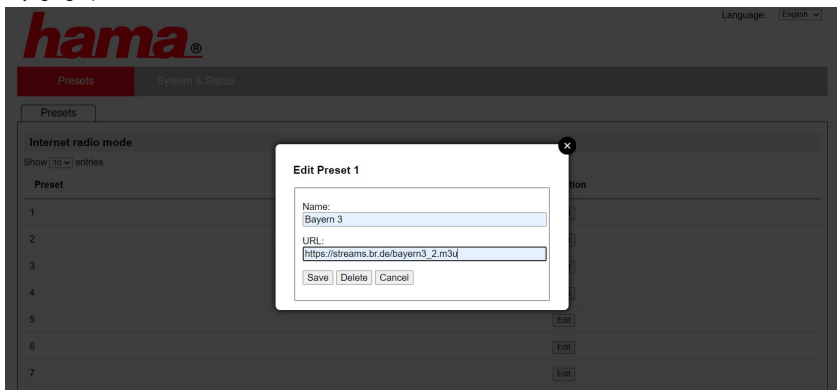 Language: English
hama®
Presets System & Status
Presets
Internet radio mode
Show 10 entries
Preset
1
2
3
4
5 Edit
6 Edit
7 Edit
Edit Preset 1
Name:
Bayern 3
URL:
https://streams.br.de/bayern3_2.m3u
Save Delete Cancel